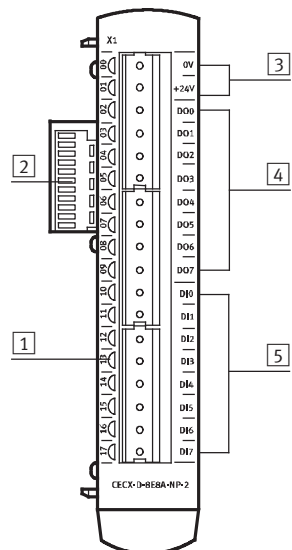 X1
00 0V
01 +24V
02 DO0
03 DO1
04 DO2
05 DO3
06 DO4
07 DO5
08 DO6
09 DO7
10 DI0
11 DI1
12 DI2
13 DI3
14 DI4
15 DI5
16 DI6
17 DI7
CECX-D-8E8A-NP-2
1
2
3
4
5